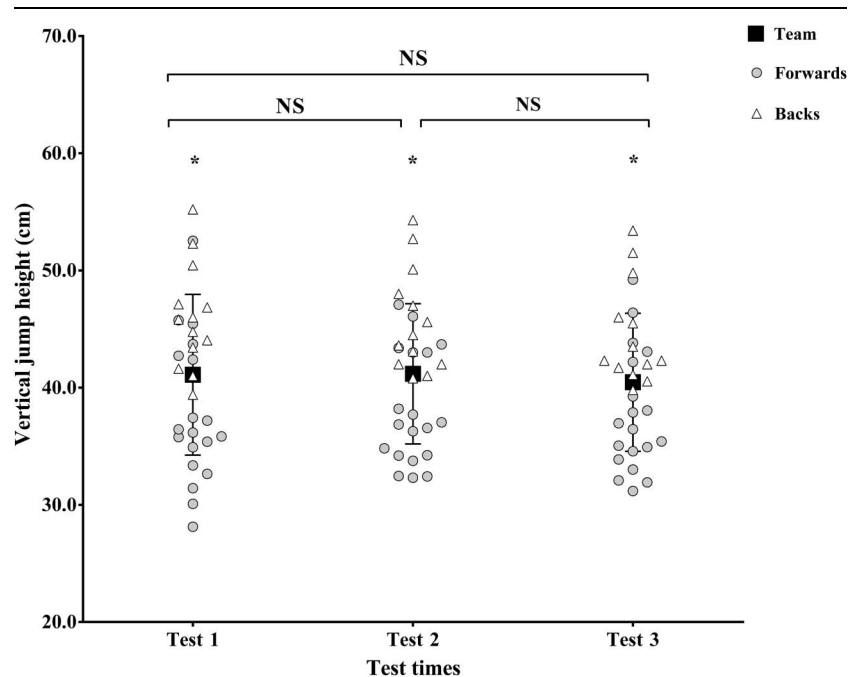 70.0
60.0
50.0
40.0
30.0
20.0
Vertical jump height (cm)
NS
NS
NS
*
*
*
Team
Forwards
Backs
Test 1
Test 2
Test 3
Test times